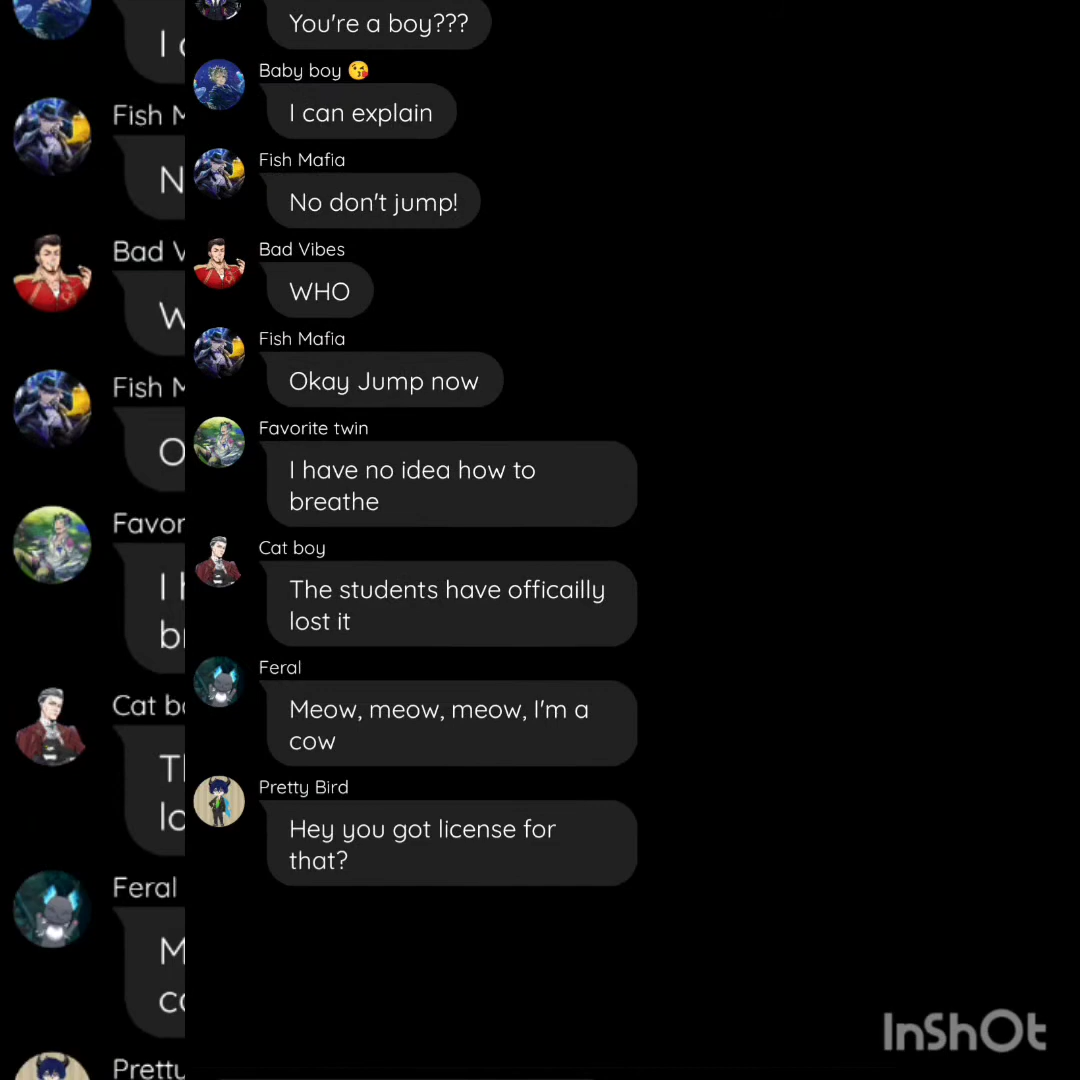 You're a boy???
Baby boy 😘
I can explain
Fish Mafia
No don't jump!
Bad Vibes
WHO
Fish Mafia
Okay Jump now
Favorite twin
I have no idea how to
breathe
Cat boy
The students have officailly
lost it
Feral
Meow, meow, meow, I'm a
cow
Pretty Bird
Hey you got license for
that?
InShOt